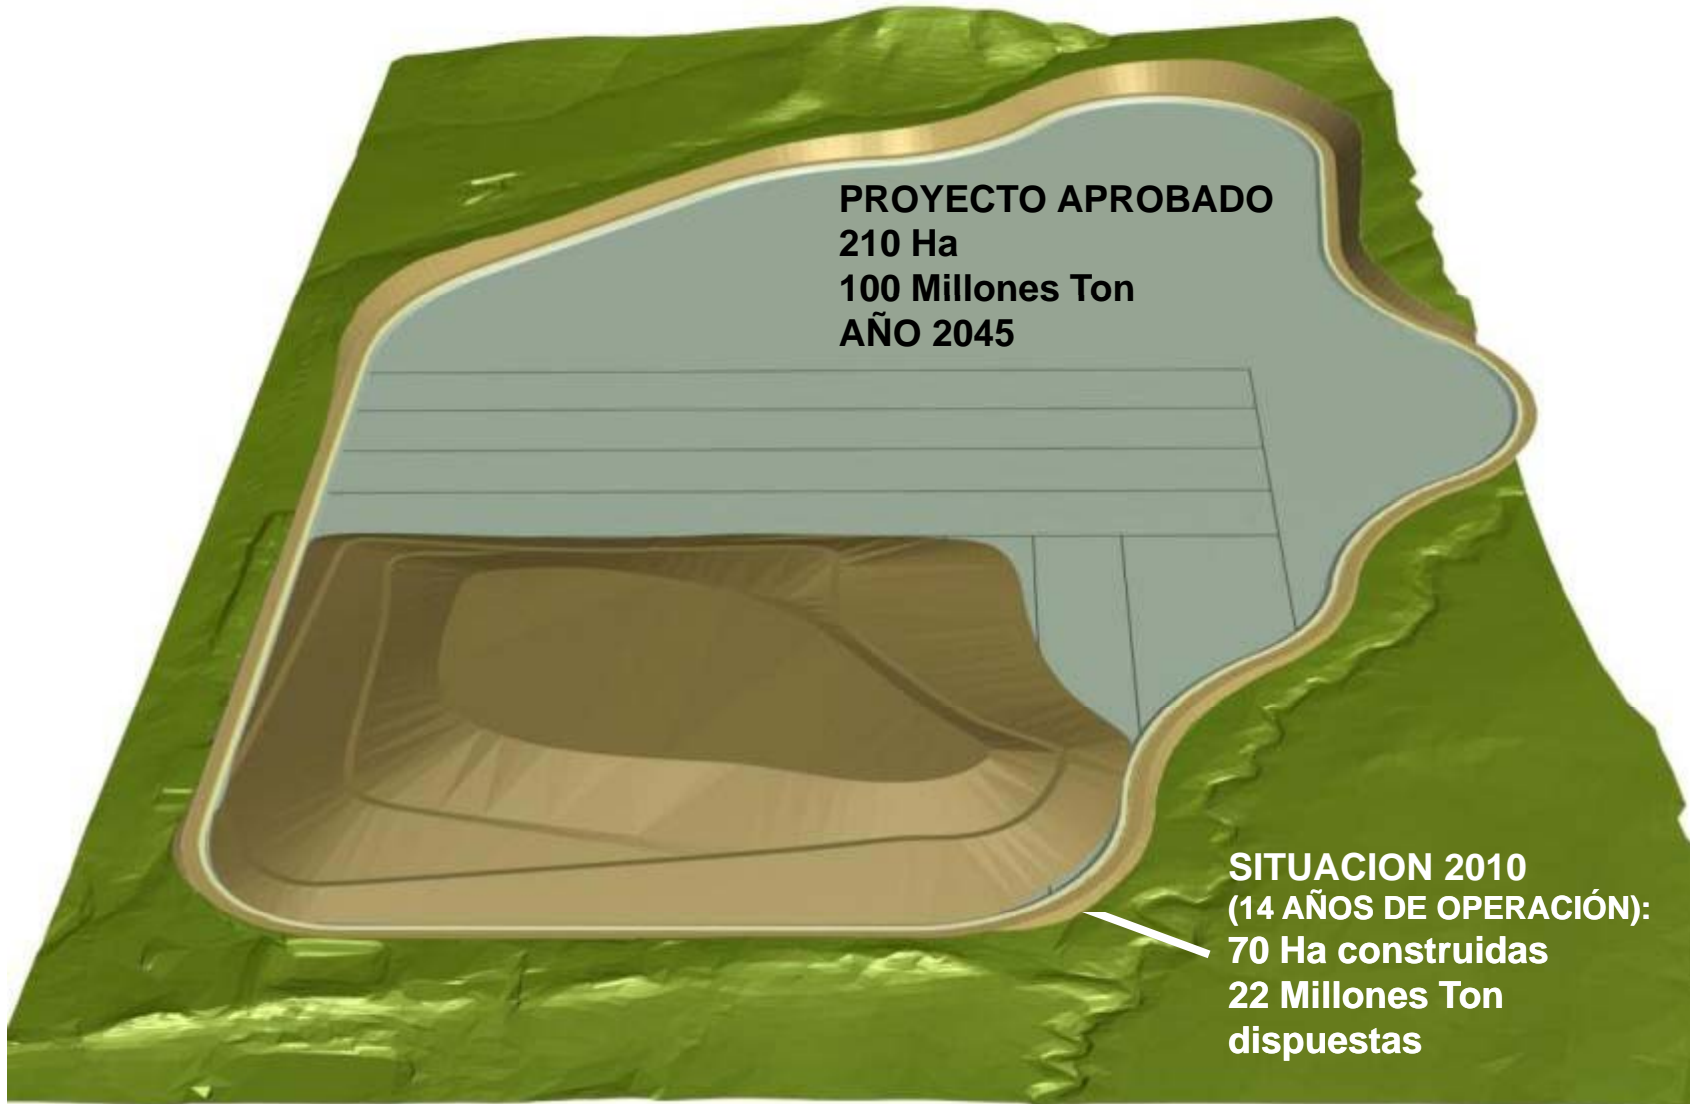 PROYECTO APROBADO
210 Ha
100 Millones Ton
AÑO 2045
SITUACION 2010
(14 AÑOS DE OPERACIÓN):
70 Ha construidas
22 Millones Ton
dispuestas